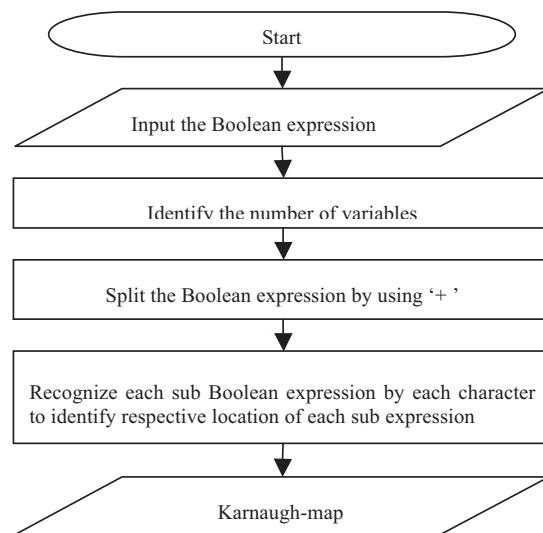 Start
Input the Boolean expression
Identify the number of variables
Split the Boolean expression by using ‘+ ’
Recognize each sub Boolean expression by each character
to identify respective location of each sub expression
Karnaugh-map